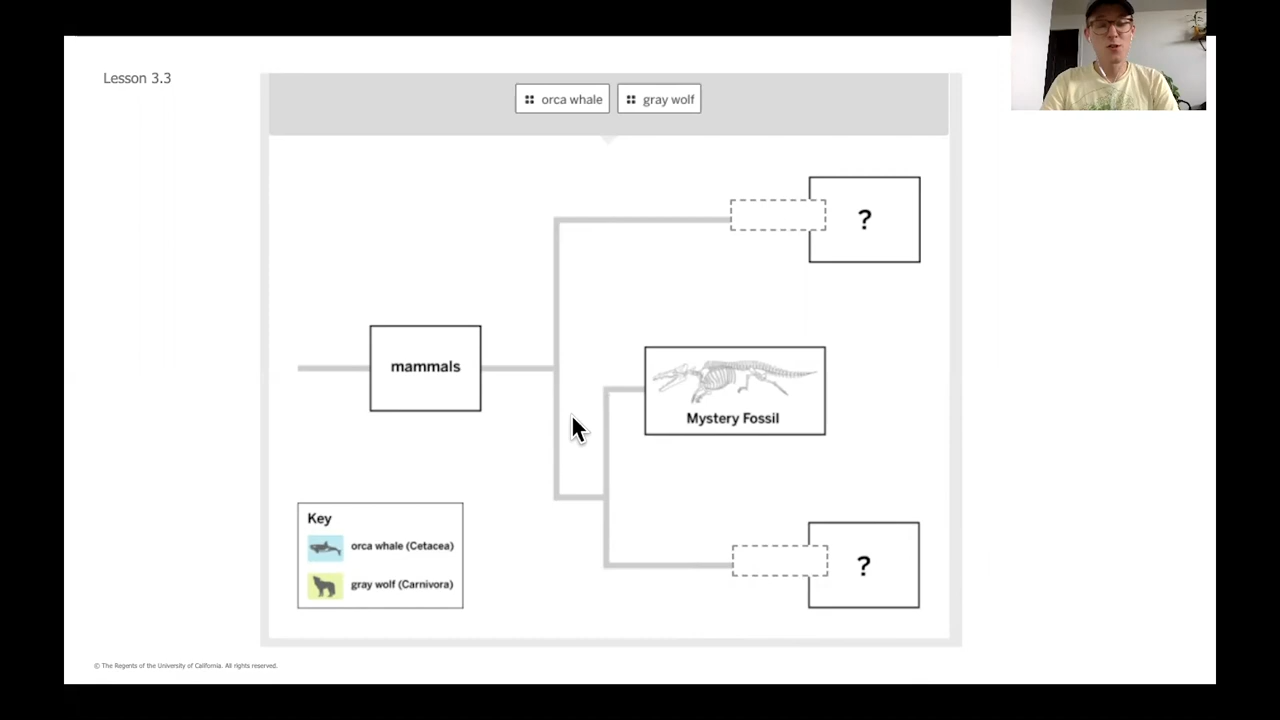 Lesson 3.3
orca whale
gray wolf
?
mammals
Mystery Fossil
Key
orca whale (Cetacea)
gray wolf (Carnivora)
?
© The Regents of the University of California. All rights reserved.